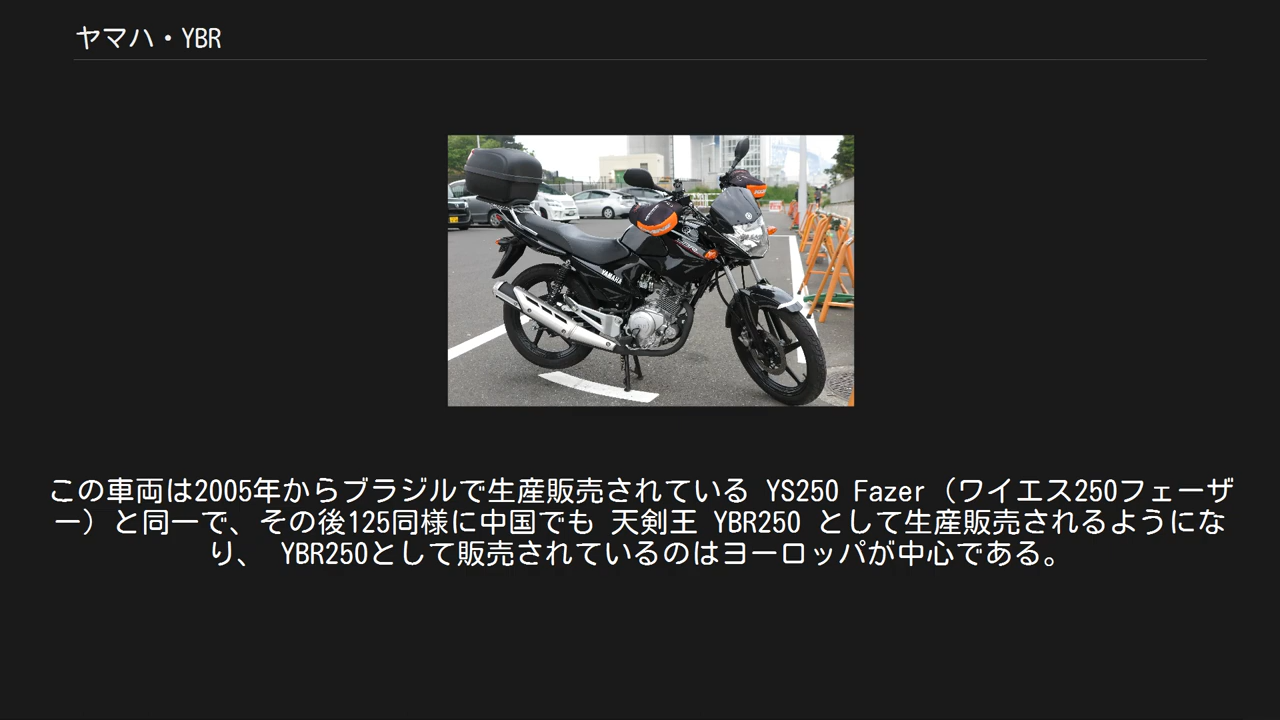 ヤマハ・YBR
YAMAHA
この車両は2005年からブラジルで生産販売されている YS250 Fazer（ワイエス250フェーザ
ー）と同一で、その後125同様に中国でも 天剣王 YBR250 として生産販売されるようにな
り、 YBR250として販売されているのはヨーロッパが中心である。